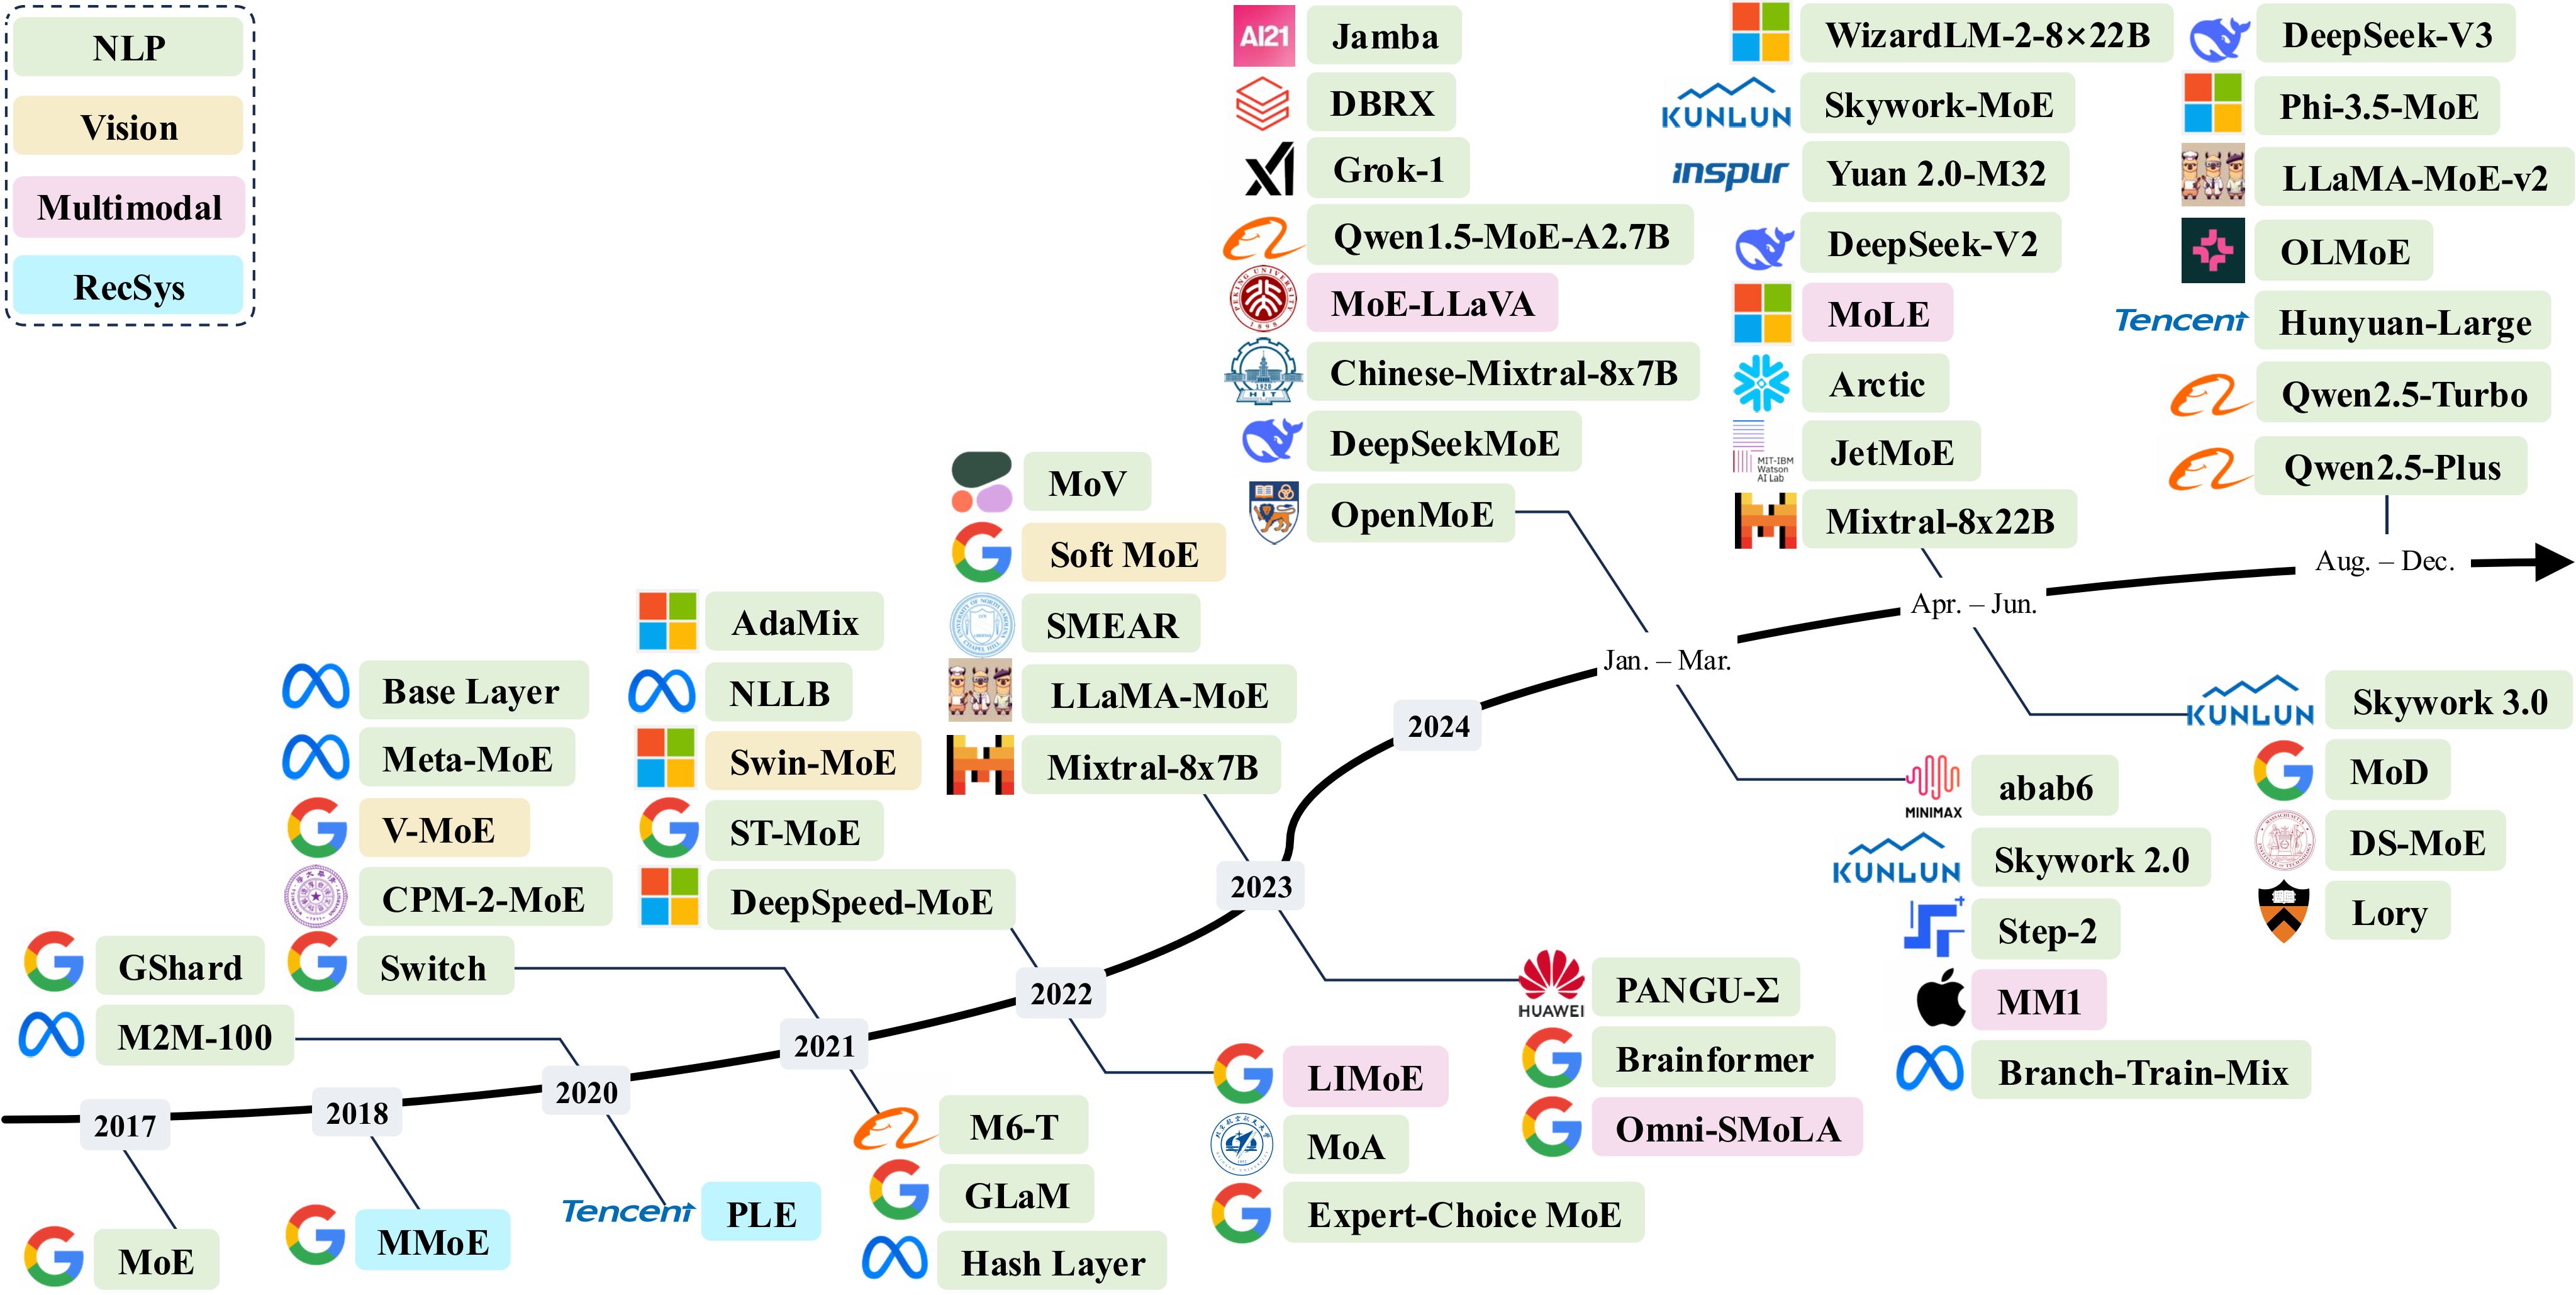 NLP
Vision
Multimodal
RecSys
GShard
M2M-100
2017
MoE
2018
MMoE
Base Layer
Meta-MoE
V-MoE
CPM-2-MoE
Switch
2020
Tencent
PLE
AdaMix
NLLB
Swin-MoE
ST-MoE
DeepSpeed-MoE
2021
M6-T
GLaM
Hash Layer
MoV
Soft MoE
SMEAR
LLaMA-MoE
Mixtral-8x7B
2022
LIMoE
MoA
Expert-Choice MoE
2023
HUAWEI
PANGU-Σ
Brainformer
Omni-SMoLA
2024
AI21
Jamba
DBRX
Grok-1
Qwen1.5-MoE-A2.7B
MoE-LLaVA
Chinese-Mixtral-8x7B
DeepSeekMoE
OpenMoE
Jan. – Mar.
MINIMAX
abab6
KUNLUN
Skywork 2.0
Step-2
MM1
Branch-Train-Mix
WizardLM-2-8×22B
KUNLUN
Skywork-MoE
inspur
Yuan 2.0-M32
DeepSeek-V2
MoLE
Arctic
MIT-IBM
Watson
AI Lab
JetMoE
Mixtral-8x22B
Apr. – Jun.
KUNLUN
Skywork 3.0
MoD
DS-MoE
Lory
DeepSeek-V3
Phi-3.5-MoE
LLaMA-MoE-v2
OLMoE
Tencent
Hunyuan-Large
Qwen2.5-Turbo
Qwen2.5-Plus
Aug. – Dec.